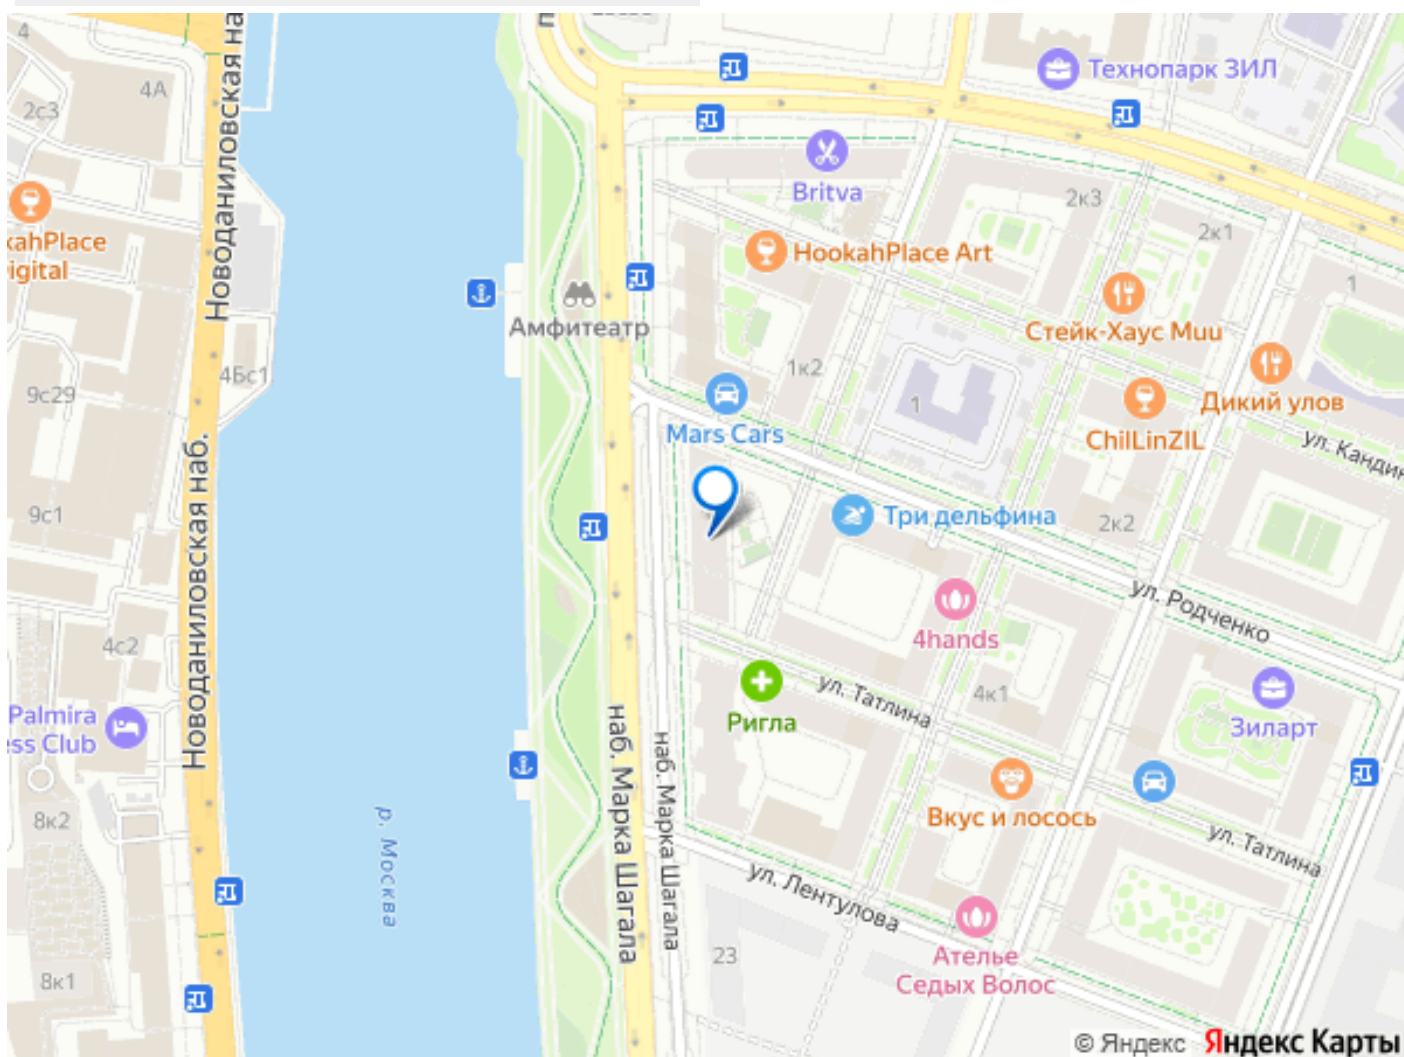 4
4А
2с3
Новоданиловская на
Технопарк ЗИЛ
Britva
2к3
2к1
kahPlace
igital
HookahPlace Art
1
Амфитеатр
Стейк-Хаус Muu
4Бс1
1к2
9с29
1
Дикий улов
Mars Cars
ChilLinZIL
ул. Кандин
Новоданиловская наб.
9с1
Три дельфина
2к2
ул. Родченко
4hands
4с2
ул. Татлина
4к1
Palmira
ss Club
Ригла
Зиларт
наб. Марка Шагала
наб. Марка Шагала
р. Москва
8к2
Вкус и лосось
ул. Татлина
ул. Лентулова
23
Ателье
Седых Волос
8к1
© Яндекс Яндекс Карты